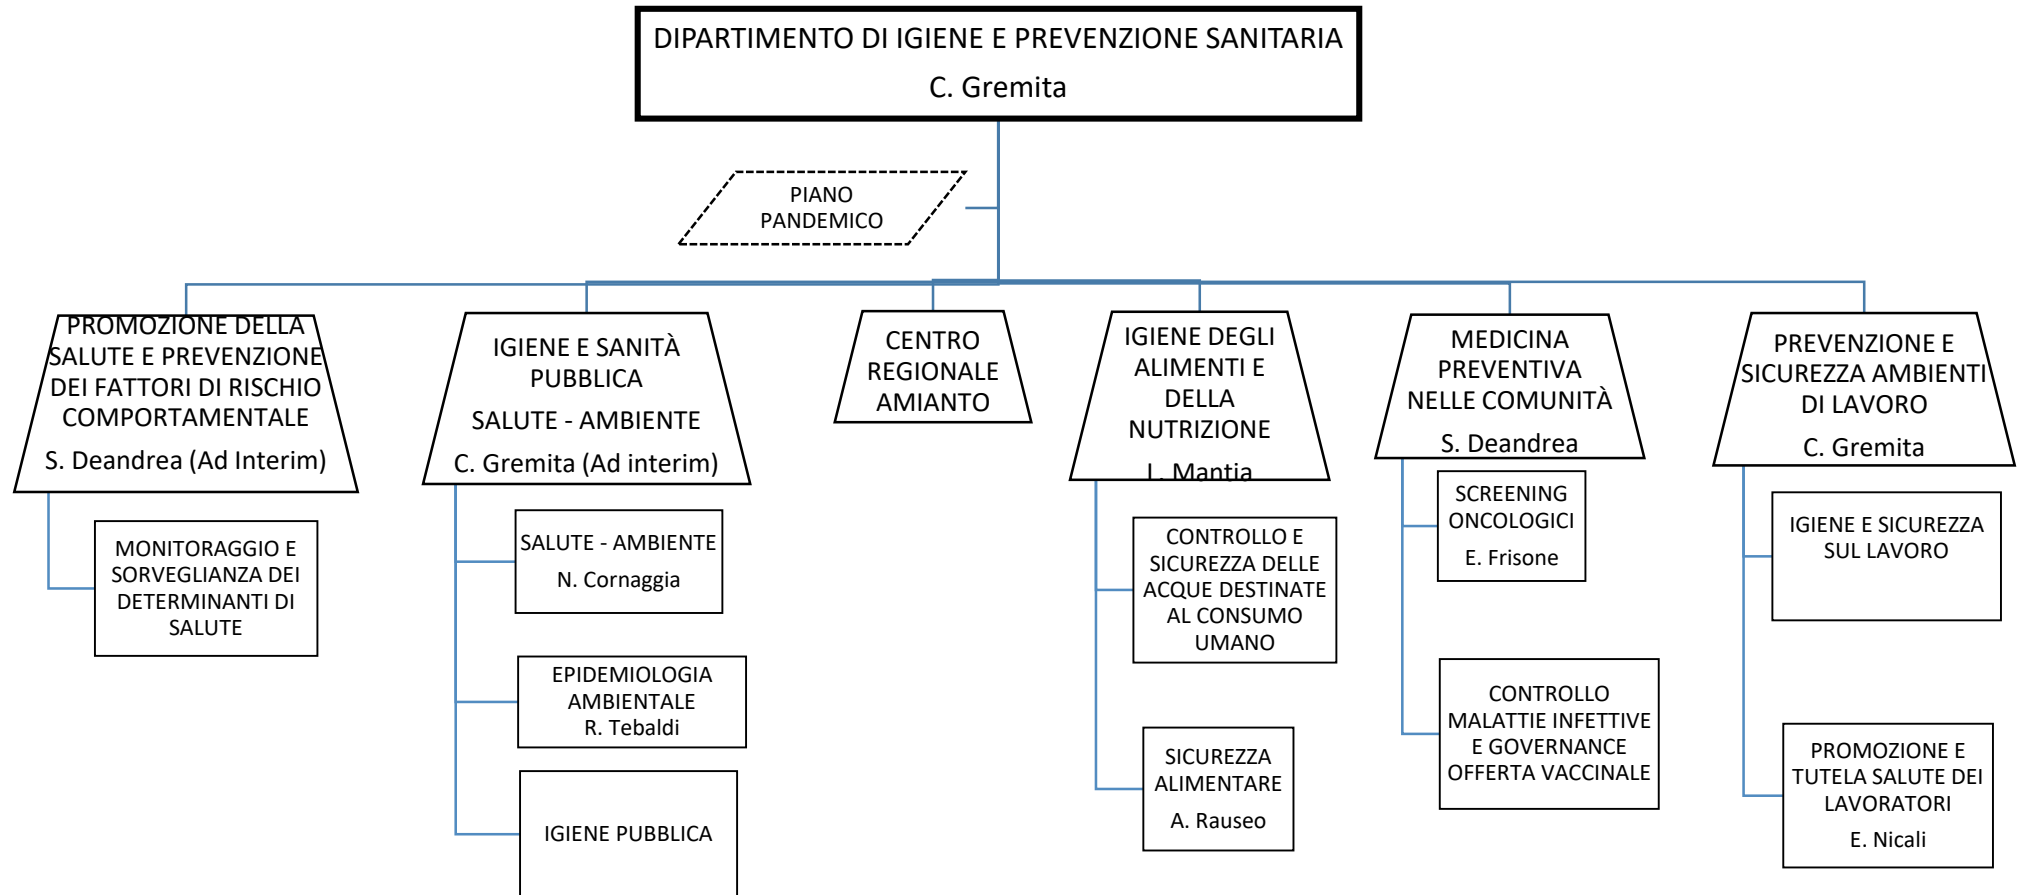 DIPARTIMENTO DI IGIENE E PREVENZIONE SANITARIA
C. Gremita
PIANO
PANDEMICO
PROMOZIONE DELLA
SALUTE E PREVENZIONE
DEI FATTORI DI RISCHIO
COMPORTAMENTALE
S. Deandrea (Ad Interim)
MONITORAGGIO E
SORVEGLIANZA DEI
DETERMINANTI DI
SALUTE
IGIENE E SANITÀ
PUBBLICA
SALUTE - AMBIENTE
C. Gremita (Ad interim)
SALUTE - AMBIENTE
N. Cornaggia
EPIDEMIOLOGIA
AMBIENTALE
R. Tebaldi
IGIENE PUBBLICA
CENTRO
REGIONALE
AMIANTO
IGIENE DEGLI
ALIMENTI E
DELLA
NUTRIZIONE
L. Mantia
CONTROLLO E
SICUREZZA DELLE
ACQUE DESTINATE
AL CONSUMO
UMANO
SICUREZZA
ALIMENTARE
A. Rauseo
MEDICINA
PREVENTIVA
NELLE COMUNITÀ
S. Deandrea
SCREENING
ONCOLOGICI
E. Frisone
CONTROLLO
MALATTIE INFETTIVE
E GOVERNANCE
OFFERTA VACCINALE
PREVENZIONE E
SICUREZZA AMBIENTI
DI LAVORO
C. Gremita
IGIENE E SICUREZZA
SUL LAVORO
PROMOZIONE E
TUTELA SALUTE DEI
LAVORATORI
E. Nicali